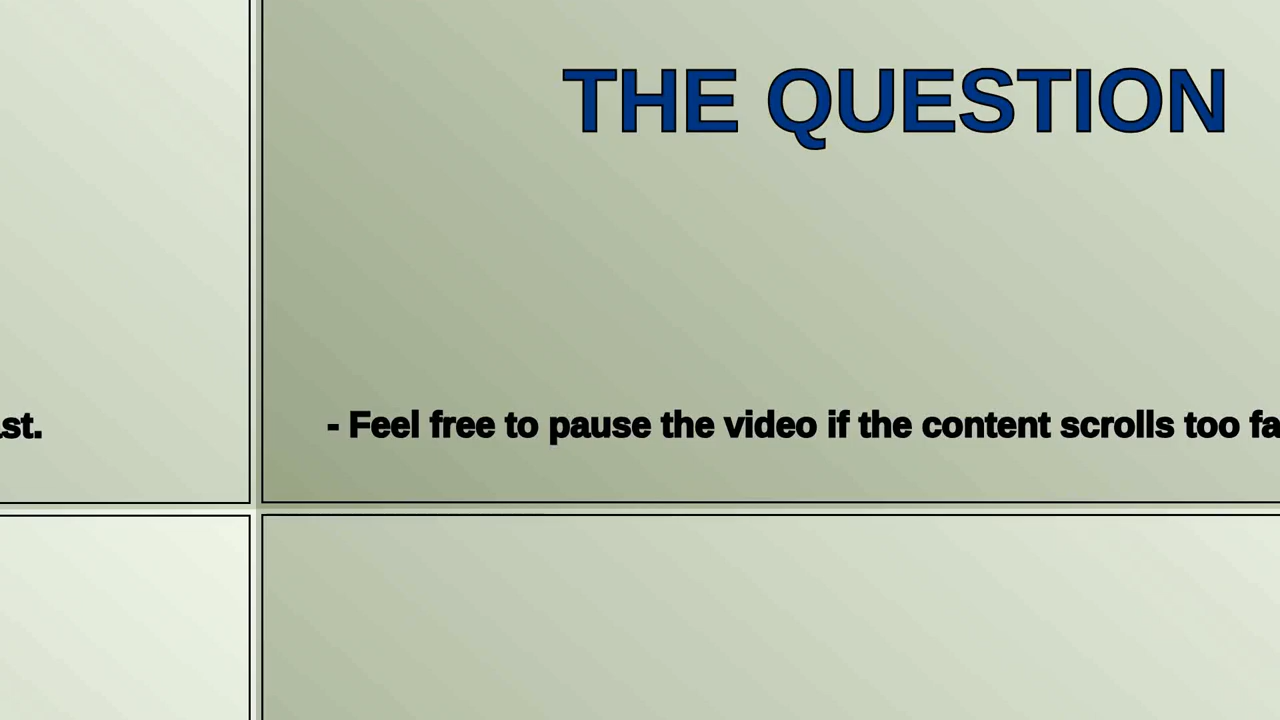 THE QUESTION
st.
- Feel free to pause the video if the content scrolls too fa